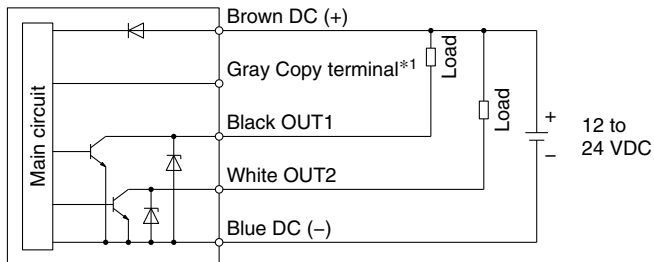 Brown DC (+)
Gray Copy terminal*1
Black OUT1
White OUT2
Blue DC (−)
Main circuit
Load
Load
+
12 to
24 VDC
−